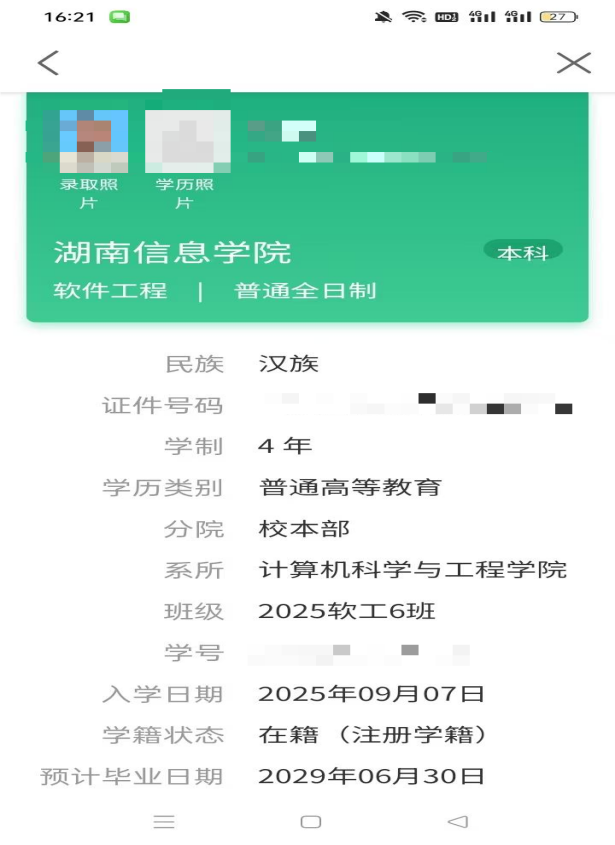 16:21
HD 4G 4G 27
录取照片
学历照片
湖南信息学院
本科
软件工程 | 普通全日制
民族 汉族
证件号码
学制 4 年
学历类别 普通高等教育
分院 校本部
系所 计算机科学与工程学院
班级 2025软工6班
学号
入学日期 2025年09月07日
学籍状态 在籍（注册学籍）
预计毕业日期 2029年06月30日